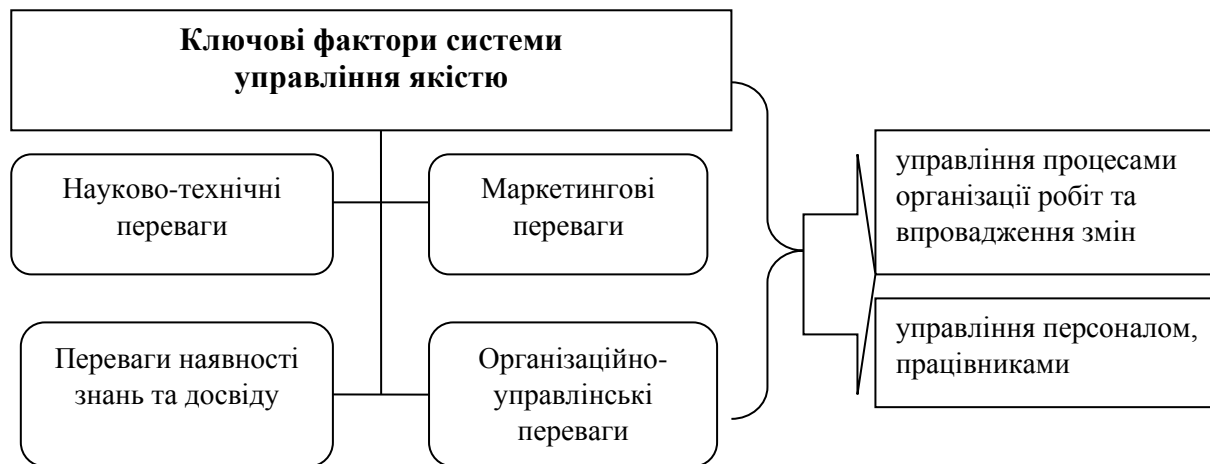 Ключові фактори системи
управління якістю
Науково-технічні
переваги
Маркетингові
переваги
Переваги наявності
знань та досвіду
Організаційно-
управлінські
переваги
управління процесами
організації робіт та
впровадження змін
управління персоналом,
працівниками